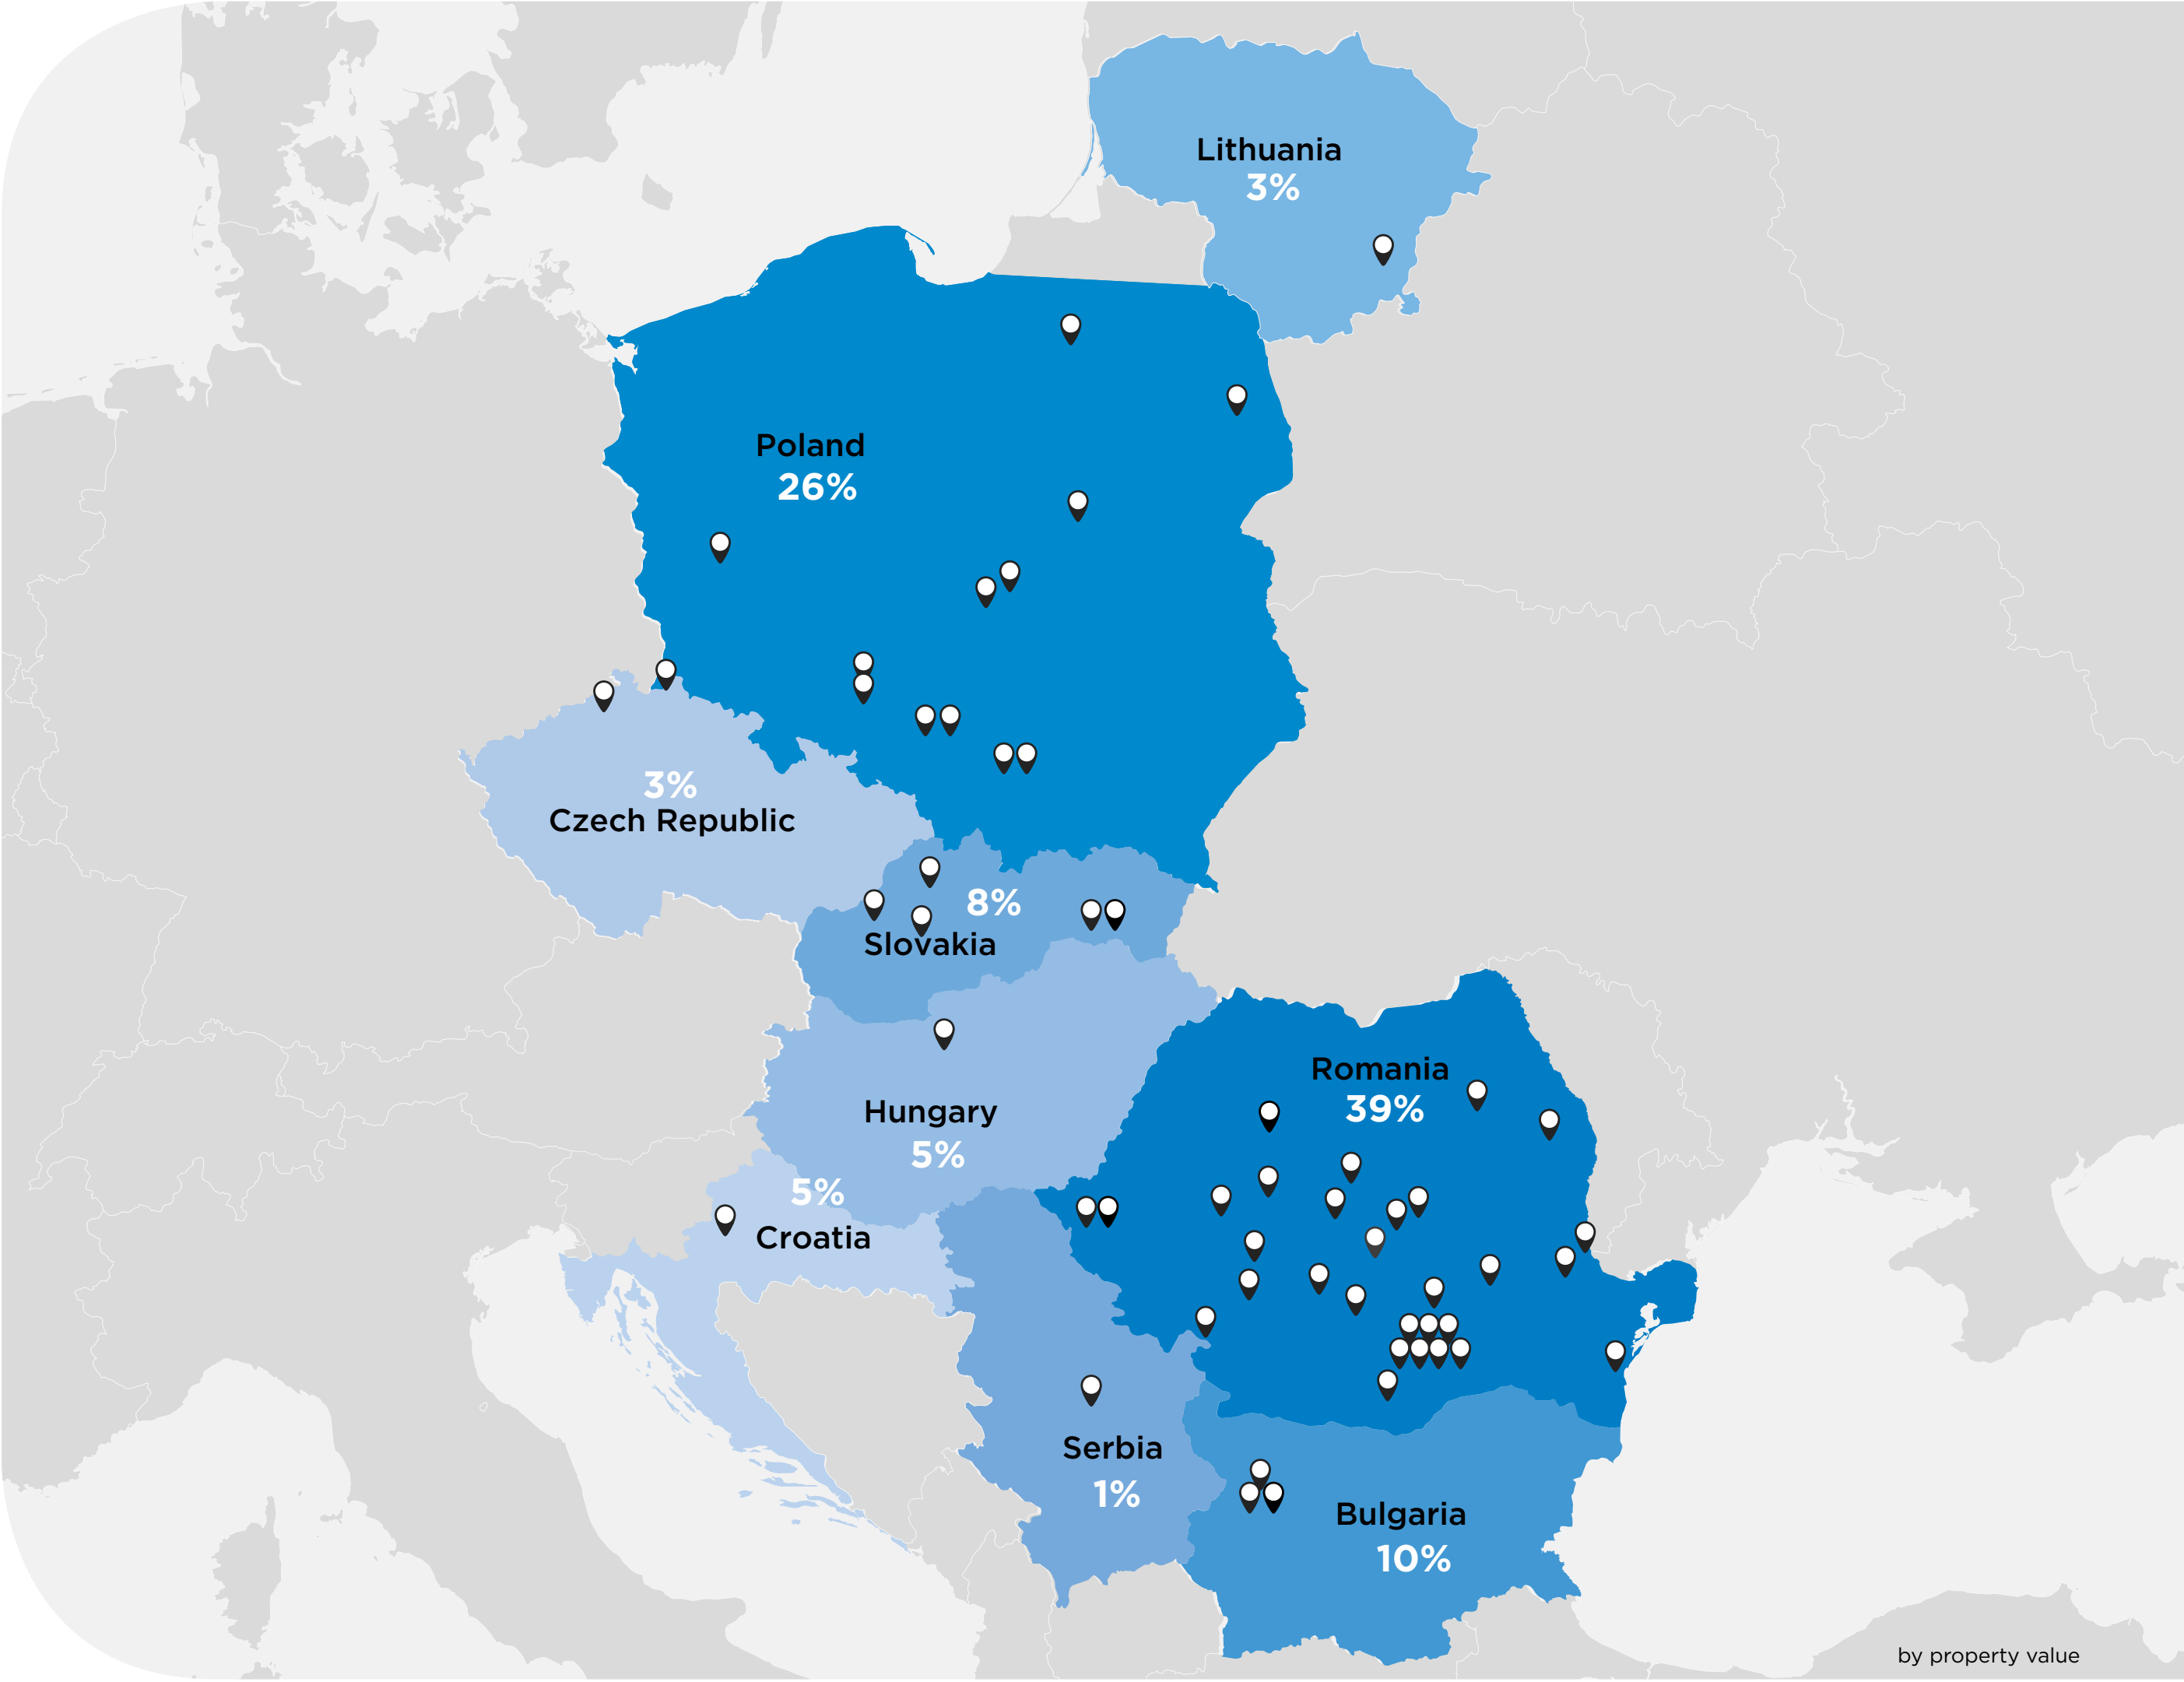 Lithuania
3%
Poland
26%
3%
Czech Republic
8%
Slovakia
Romania
39%
Hungary
5%
5%
Croatia
Serbia
1%
Bulgaria
10%
by property value